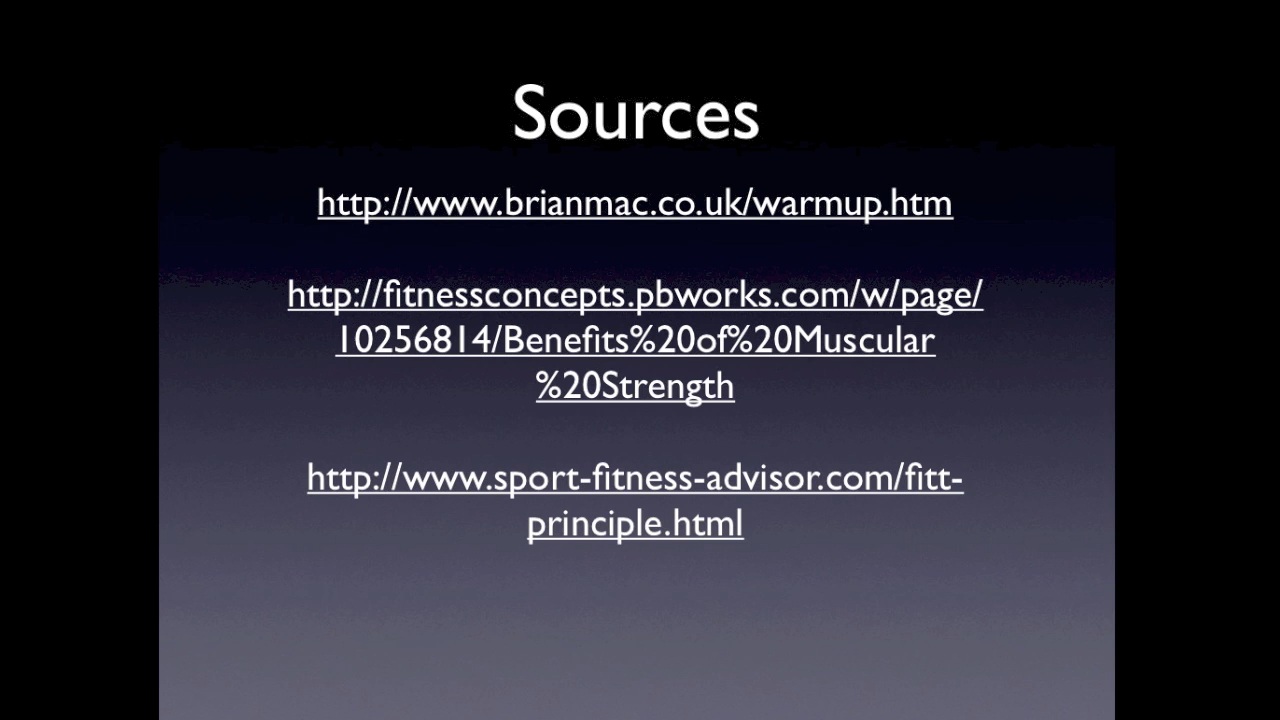 Sources
http://www.brianmac.co.uk/warmup.htm
http://fitnessconcepts.pbworks.com/w/page/
10256814/Benefits%20of%20Muscular
%20Strength
http://www.sport-fitness-advisor.com/fitt-
principle.html